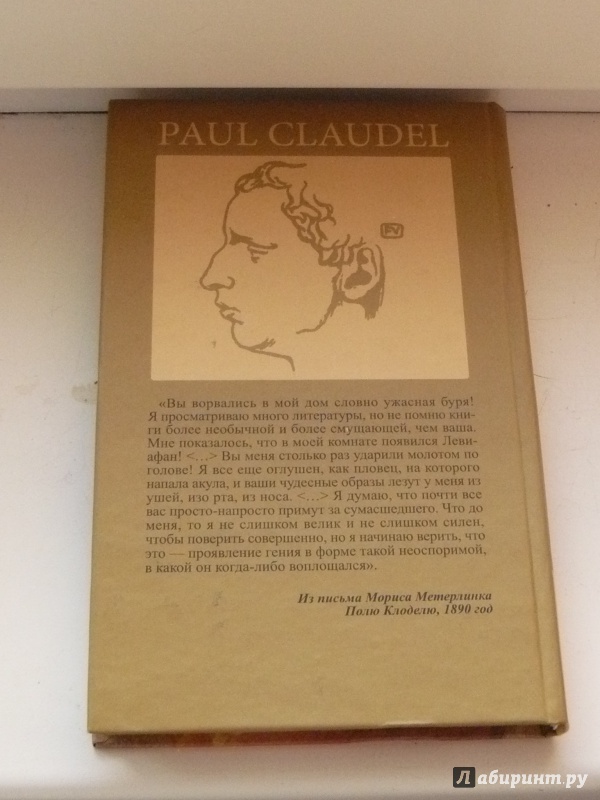 PAUL CLAUDEL
FV
«Вы ворвались в мой дом словно ужасная буря!
Я просматриваю много литературы, но не помню кни-
ги более необычной и более смущающей, чем ваша.
Мне показалось, что в моей комнате появился Леви-
афан! <...> Вы меня столько раз ударили молотом по
голове! Я все еще оглушен, как пловец, на которого
напала акула, и ваши чудесные образы лезут у меня из
ушей, изо рта, из носа. <...> Я думаю, что почти все
вас просто-напросто примут за сумасшедшего. Что до
меня, то я не слишком велик и не слишком силен,
чтобы поверить совершенно, но я начинаю верить, что
это — проявление гения в форме такой неоспоримой,
в какой он когда-либо воплощался».
Из письма Мориса Метерлинка
Полю Клоделю, 1890 год
Лабиринт.ру